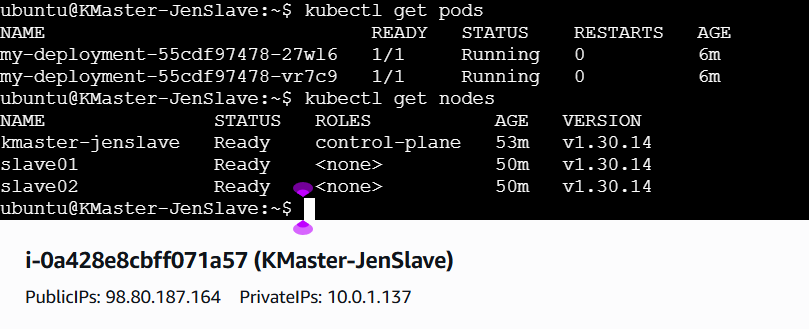 ubuntu@KMaster-JenSlave:~$ kubectl get pods
NAME READY STATUS RESTARTS AGE
my-deployment-55cdf97478-27wl6 1/1 Running 0 6m
my-deployment-55cdf97478-vr7c9 1/1 Running 0 6m
ubuntu@KMaster-JenSlave:~$ kubectl get nodes
NAME STATUS ROLES AGE VERSION
kmaster-jenslave Ready control-plane 53m v1.30.14
slave01 Ready <none> 50m v1.30.14
slave02 Ready <none> 50m v1.30.14
ubuntu@KMaster-JenSlave:~$
i-0a428e8cbff071a57 (KMaster-JenSlave)
PublicIPs: 98.80.187.164 PrivateIPs: 10.0.1.137